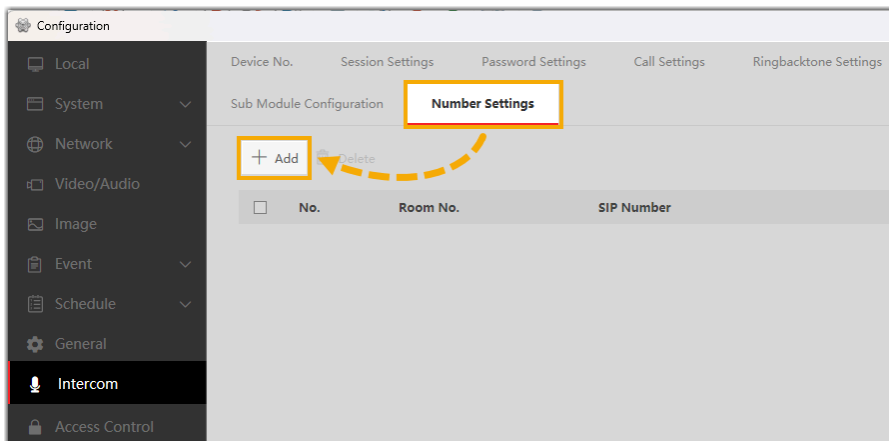 Configuration
Local
System
Network
Video/Audio
Image
Event
Schedule
General
Intercom
Access Control
Device No. Session Settings Password Settings Call Settings Ringbacktone Settings
Sub Module Configuration Number Settings
+ Add Delete
No. Room No. SIP Number